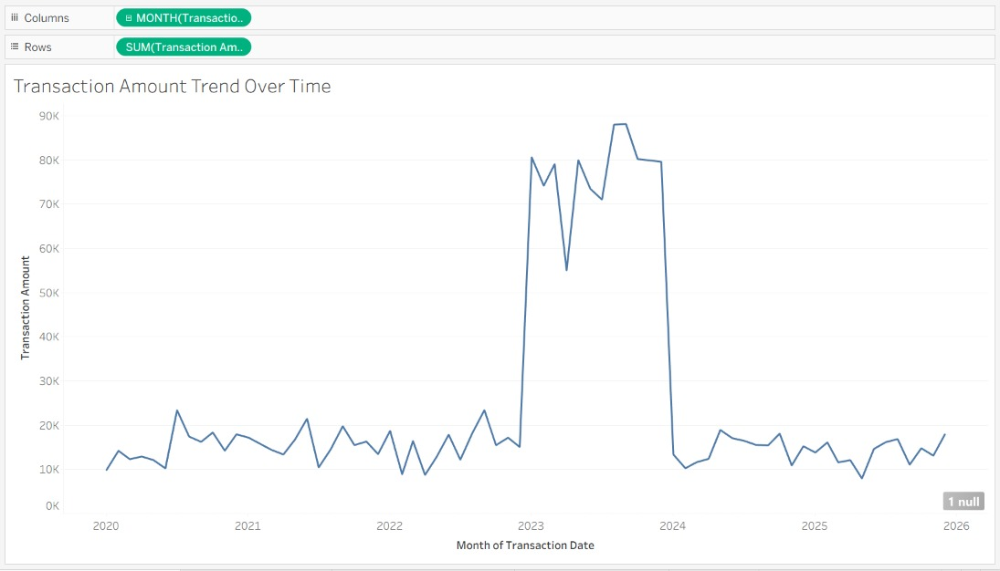 Columns
MONTH(Transactio..
Rows
SUM(Transaction Am..
Transaction Amount Trend Over Time
90K
80K
70K
60K
50K
40K
30K
20K
10K
0K
Transaction Amount
1 null
2020 2021 2022 2023 2024 2025 2026
Month of Transaction Date